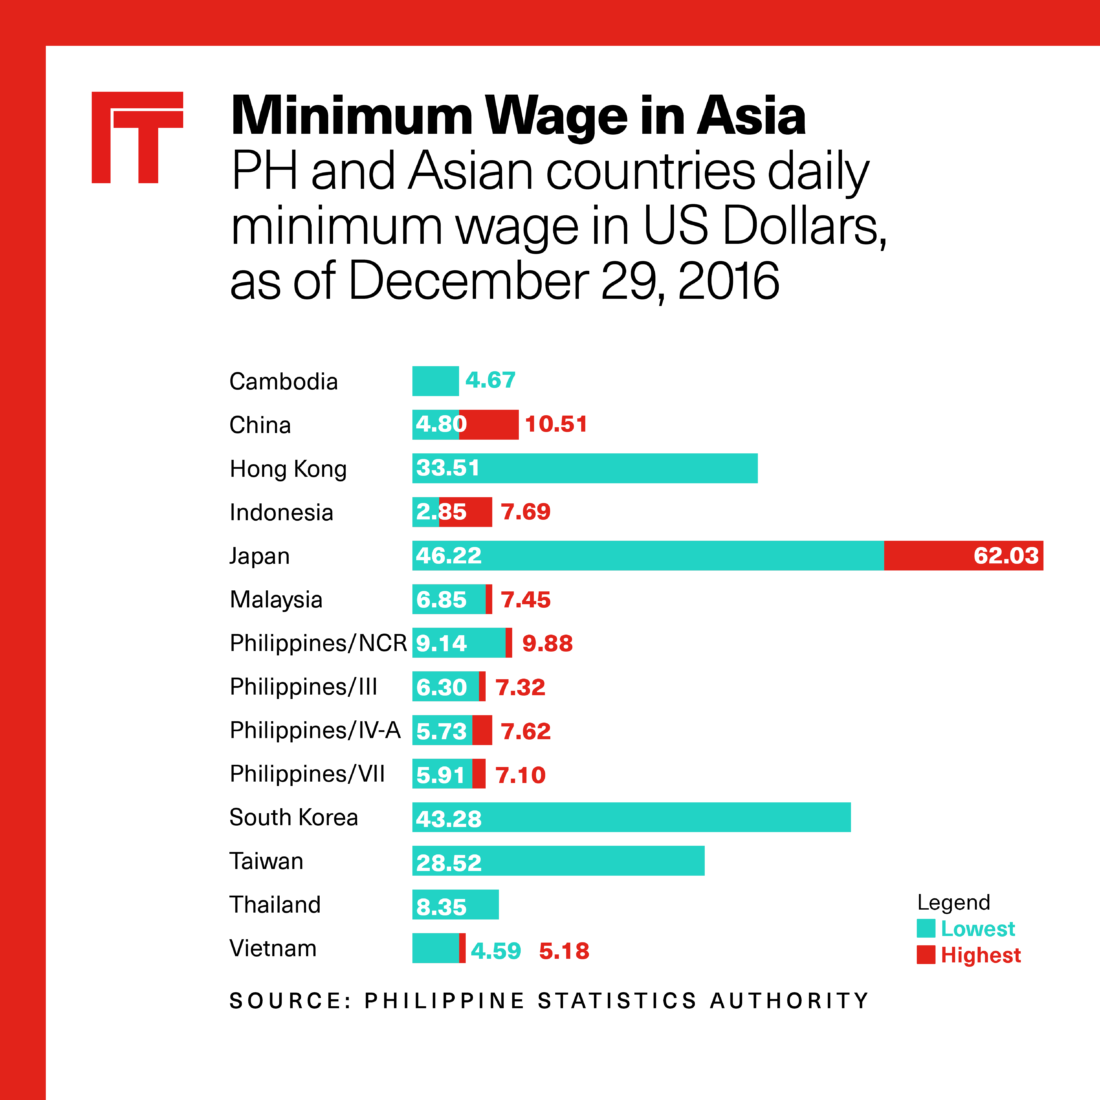 Minimum Wage in Asia
PH and Asian countries daily
minimum wage in US Dollars,
as of December 29, 2016
Cambodia 4.67
China 4.80 10.51
Hong Kong 33.51
Indonesia 2.85 7.69
Japan 46.22 62.03
Malaysia 6.85 7.45
Philippines/NCR 9.14 9.88
Philippines/III 6.30 7.32
Philippines/IV-A 5.73 7.62
Philippines/VII 5.91 7.10
South Korea 43.28
Taiwan 28.52
Thailand 8.35
Vietnam 4.59 5.18
Legend
Lowest
Highest
SOURCE: PHILIPPINE STATISTICS AUTHORITY